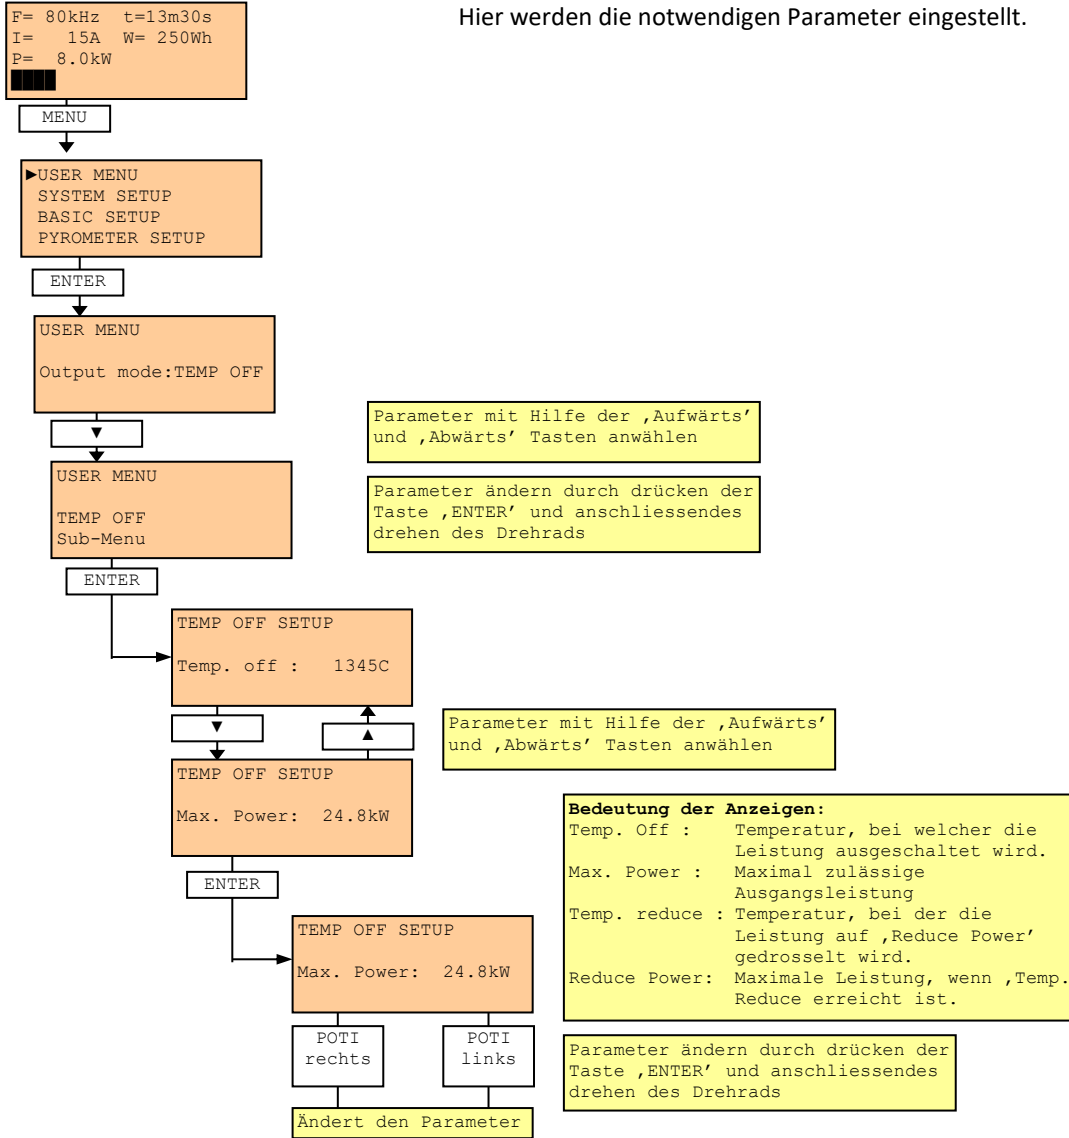 Hier werden die notwendigen Parameter eingestellt.
F= 80kHz t=13m30s
I= 15A W= 250Wh
P= 8.0kW
MENU
►USER MENU
SYSTEM SETUP
BASIC SETUP
PYROMETER SETUP
ENTER
USER MENU
Output mode:TEMP OFF
▼
USER MENU
TEMP OFF
Sub-Menu
ENTER
Parameter mit Hilfe der ‚Aufwärts’
und ‚Abwärts’ Tasten anwählen
Parameter ändern durch drücken der
Taste ‚ENTER’ und anschliessendes
drehen des Drehrads
TEMP OFF SETUP
Temp. off : 1345C
▼
▲
Parameter mit Hilfe der ‚Aufwärts’
und ‚Abwärts’ Tasten anwählen
TEMP OFF SETUP
Max. Power: 24.8kW
ENTER
Bedeutung der Anzeigen:
Temp. Off : Temperatur, bei welcher die
Leistung ausgeschaltet wird.
Max. Power : Maximal zulässige
Ausgangsleistung
Temp. reduce : Temperatur, bei der die
Leistung auf ‚Reduce Power’
gedrosselt wird.
Reduce Power: Maximale Leistung, wenn ‚Temp.
Reduce erreicht ist.
TEMP OFF SETUP
Max. Power: 24.8kW
POTI
rechts
POTI
links
Parameter ändern durch drücken der
Taste ‚ENTER’ und anschliessendes
drehen des Drehrads
Ändert den Parameter